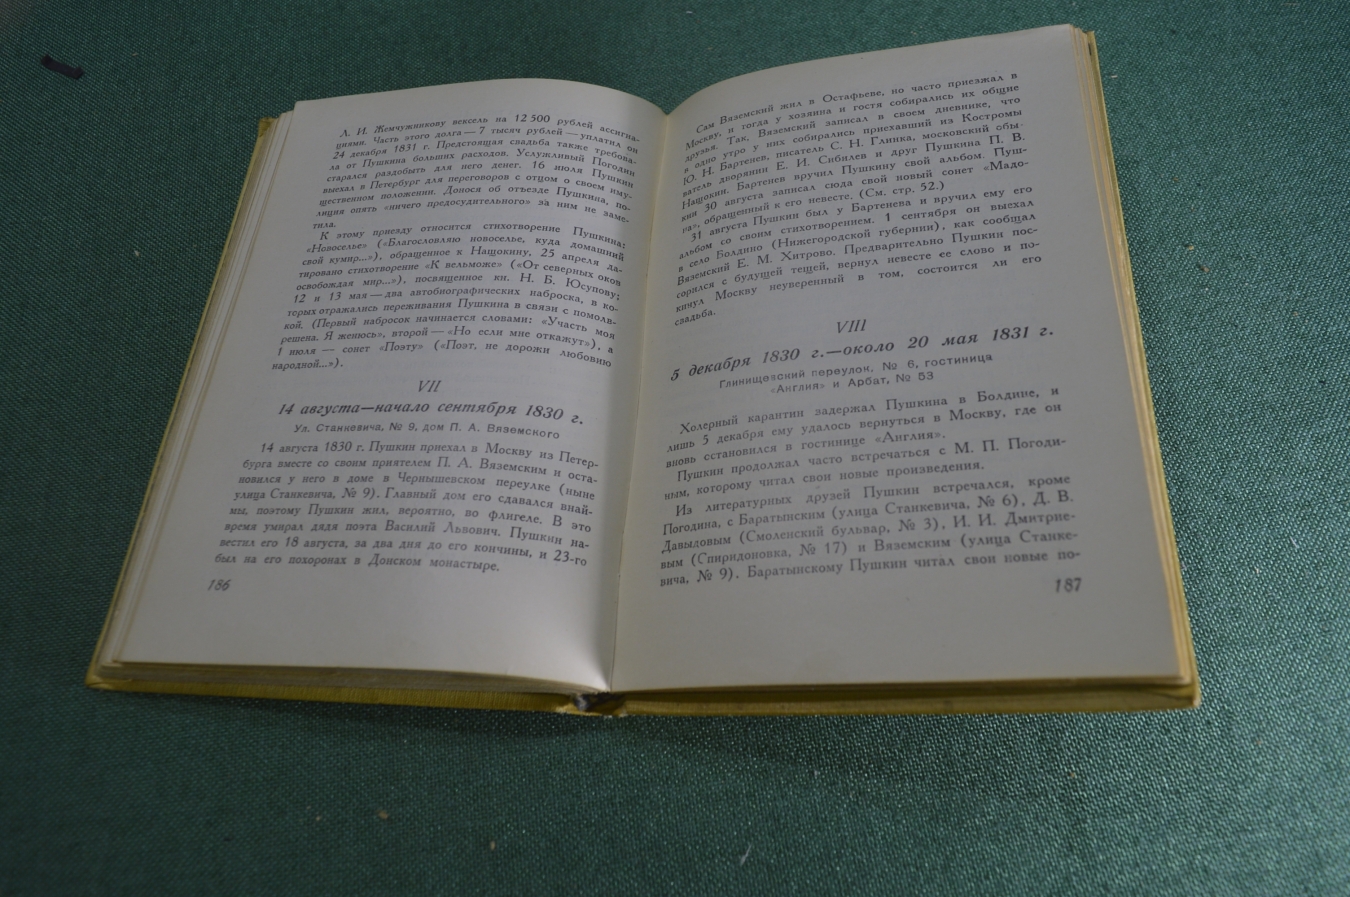 Л. И. Жемчужникову вексель на 12 500 рублей ассигна-
циями. Часть этого долга — 7 тысяч рублей — уплатил он
24 декабря 1831 г. Предстоящая свадьба также требова-
ла от Пушкина больших расходов. Услужливый Погодин
старался раздобыть для него денег. 16 июля Пушкин
выехал в Петербург для переговоров с отцом о своем иму-
щественном положении. Донося об отъезде Пушкина, по-
лиция опять «ничего предосудительного» за ним не заме-
тила.
К этому приезду относится стихотворение Пушкина:
«Новоселье» («Благословляю новоселье, куда домашний
свой кумир...»), обращенное к Нащокину, 25 апреля да-
тировано стихотворение «К вельможе» («От северных оков
освобождая мир...»), посвященное кн. Н. Б. Юсупову;
12 и 13 мая — два автобиографических наброска, в ко-
торых отражались переживания Пушкина в связи с помолв-
кой. (Первый набросок начинается словами: «Участь моя
решена. Я женюсь», второй — «Но если мне откажут»), а
1 июля — сонет «Поэту» («Поэт, не дорожи любовию
народной...»).
VII
14 августа—начало сентября 1830 г.
Ул. Станкевича, № 9, дом П. А. Вяземского
14 августа 1830 г. Пушкин приехал в Москву из Петер-
бурга вместе со своим приятелем П. А. Вяземским и оста-
новился у него в доме в Чернышевском переулке (ныне
улица Станкевича, № 9). Главный дом его сдавался внай-
мы, поэтому Пушкин жил, вероятно, во флигеле. В это
время умирал дядя поэта Василий Львович. Пушкин на-
вестил его 18 августа, за два дня до его кончины, и 23-го
был на его похоронах в Донском монастыре.
186
Сам Вяземский жил в Остафьеве, но часто приезжал в
Москву, и тогда у хозяина и гостя собирались их общие
друзья. Так, Вяземский записал в своем дневнике, что
в одно утро у них собирались приехавший из Костромы
Ю. Н. Бартенев, писатель С. Н. Глинка, московский обы-
ватель дворянин Е. И. Сибилев и друг Пушкина П. В.
Нащокин. Бартенев вручил Пушкину свой альбом. Пуш-
кин 30 августа записал сюда свой новый сонет «Мадо-
на», обращенный к его невесте. (См. стр. 52.)
31 августа Пушкин был у Бартенева и вручил ему его
альбом со своим стихотворением. 1 сентября он выехал
в село Болдино (Нижегородской губернии), как сообщал
Вяземский Е. М. Хитрово. Предварительно Пушкин пос-
сорился с будущей тещей, вернул невесте ее слово и по-
кинул Москву неуверенный в том, состоится ли его
свадьба.
VIII
5 декабря 1830 г.—около 20 мая 1831 г.
Глинищевский переулок, № 6, гостиница
«Англия» и Арбат, № 53
Холерный карантин задержал Пушкина в Болдине, и
лишь 5 декабря ему удалось вернуться в Москву, где он
вновь остановился в гостинице «Англия».
Пушкин продолжал часто встречаться с М. П. Погоди-
ным, которому читал свои новые произведения.
Из литературных друзей Пушкин встречался, кроме
Погодина, с Баратынским (улица Станкевича, № 6), Д. В.
Давыдовым (Смоленский бульвар, № 3), И. И. Дмитрие-
вым (Спиридоновка, № 17) и Вяземским (улица Станке-
вича, № 9). Баратынскому Пушкин читал свои новые по-
187